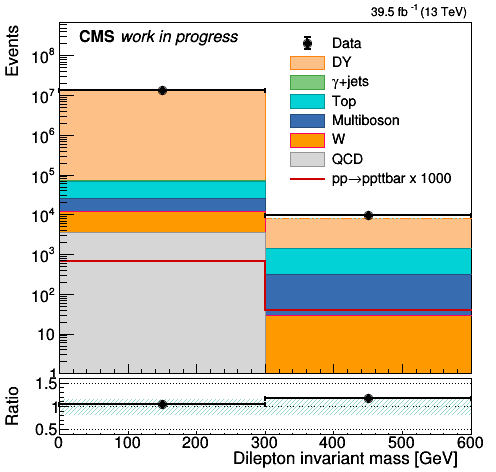 39.5 fb⁻¹ (13 TeV)
CMS work in progress
Events
10⁸
10⁷
10⁶
10⁵
10⁴
10³
10²
10
1
Data
DY
γ+jets
Top
Multiboson
W
QCD
pp→ppttbar x 1000
Ratio
1.5
1
0.5
0 100 200 300 400 500 600
Dilepton invariant mass [GeV]